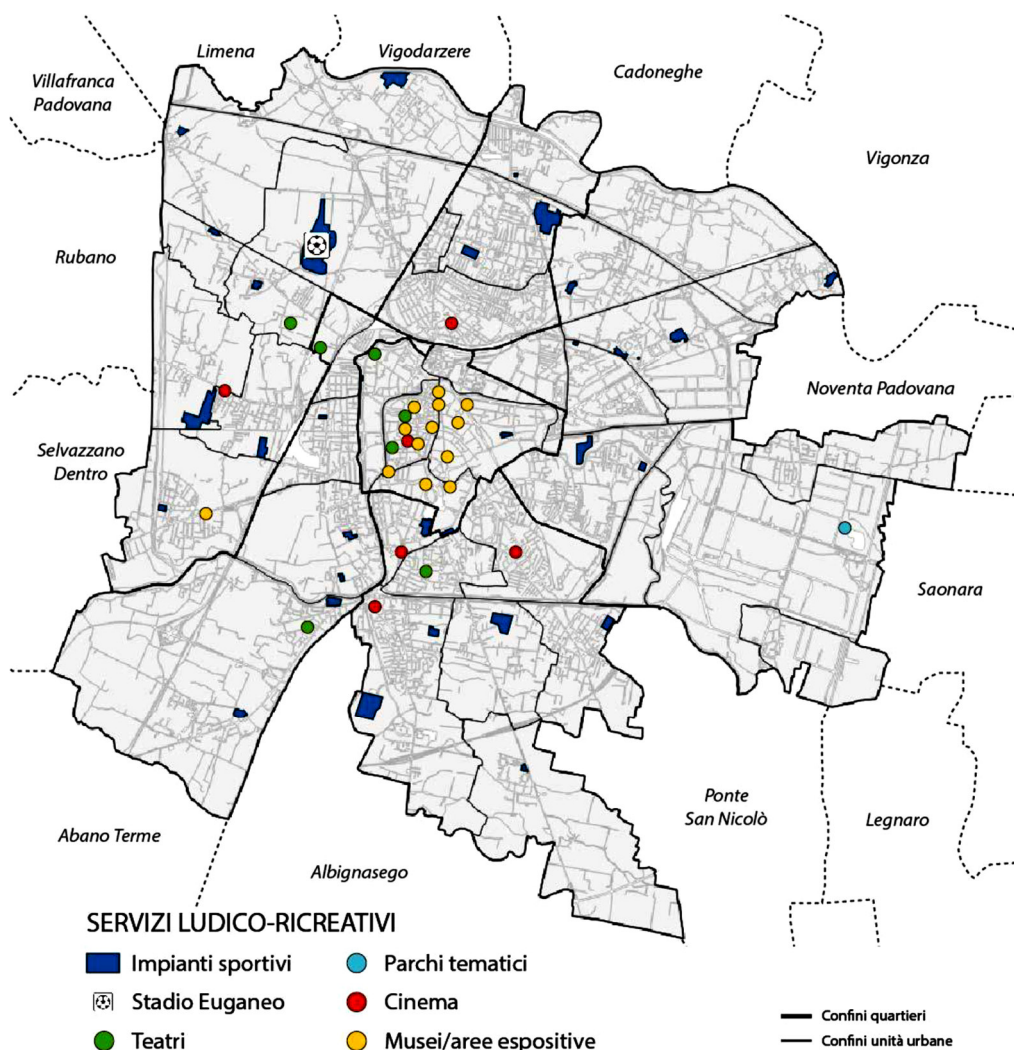 Limena
Vigodarzere
Cadoneghe
Villafranca
Padovana
Vigonza
Rubano
Noventa Padovana
Selvazzano
Dentro
Saonara
Ponte
San Nicolò
Legnaro
Abano Terme
Albignasego
SERVIZI LUDICO-RICREATIVI
Impianti sportivi
Parchi tematici
Stadio Euganeo
Cinema
Confini quartieri
Teatri
Musei/aree espositive
Confini unità urbane